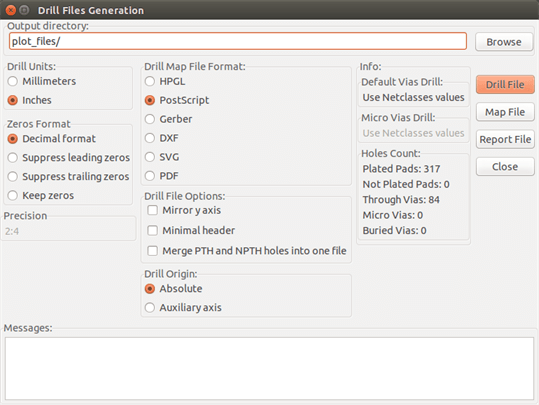 Drill Files Generation
Output directory:
plot_files/
Browse
Drill Units:
Millimeters
Inches
Zeros Format
Decimal format
Suppress leading zeros
Suppress trailing zeros
Keep zeros
Precision
2:4
Drill Map File Format:
HPGL
PostScript
Gerber
DXF
SVG
PDF
Drill File Options:
Mirror y axis
Minimal header
Merge PTH and NPTH holes into one file
Drill Origin:
Absolute
Auxiliary axis
Info:
Default Vias Drill:
Use Netclasses values
Micro Vias Drill:
Use Netclasses values
Holes Count:
Plated Pads: 317
Not Plated Pads: 0
Through Vias: 84
Micro Vias: 0
Buried Vias: 0
Drill File
Map File
Report File
Close
Messages: